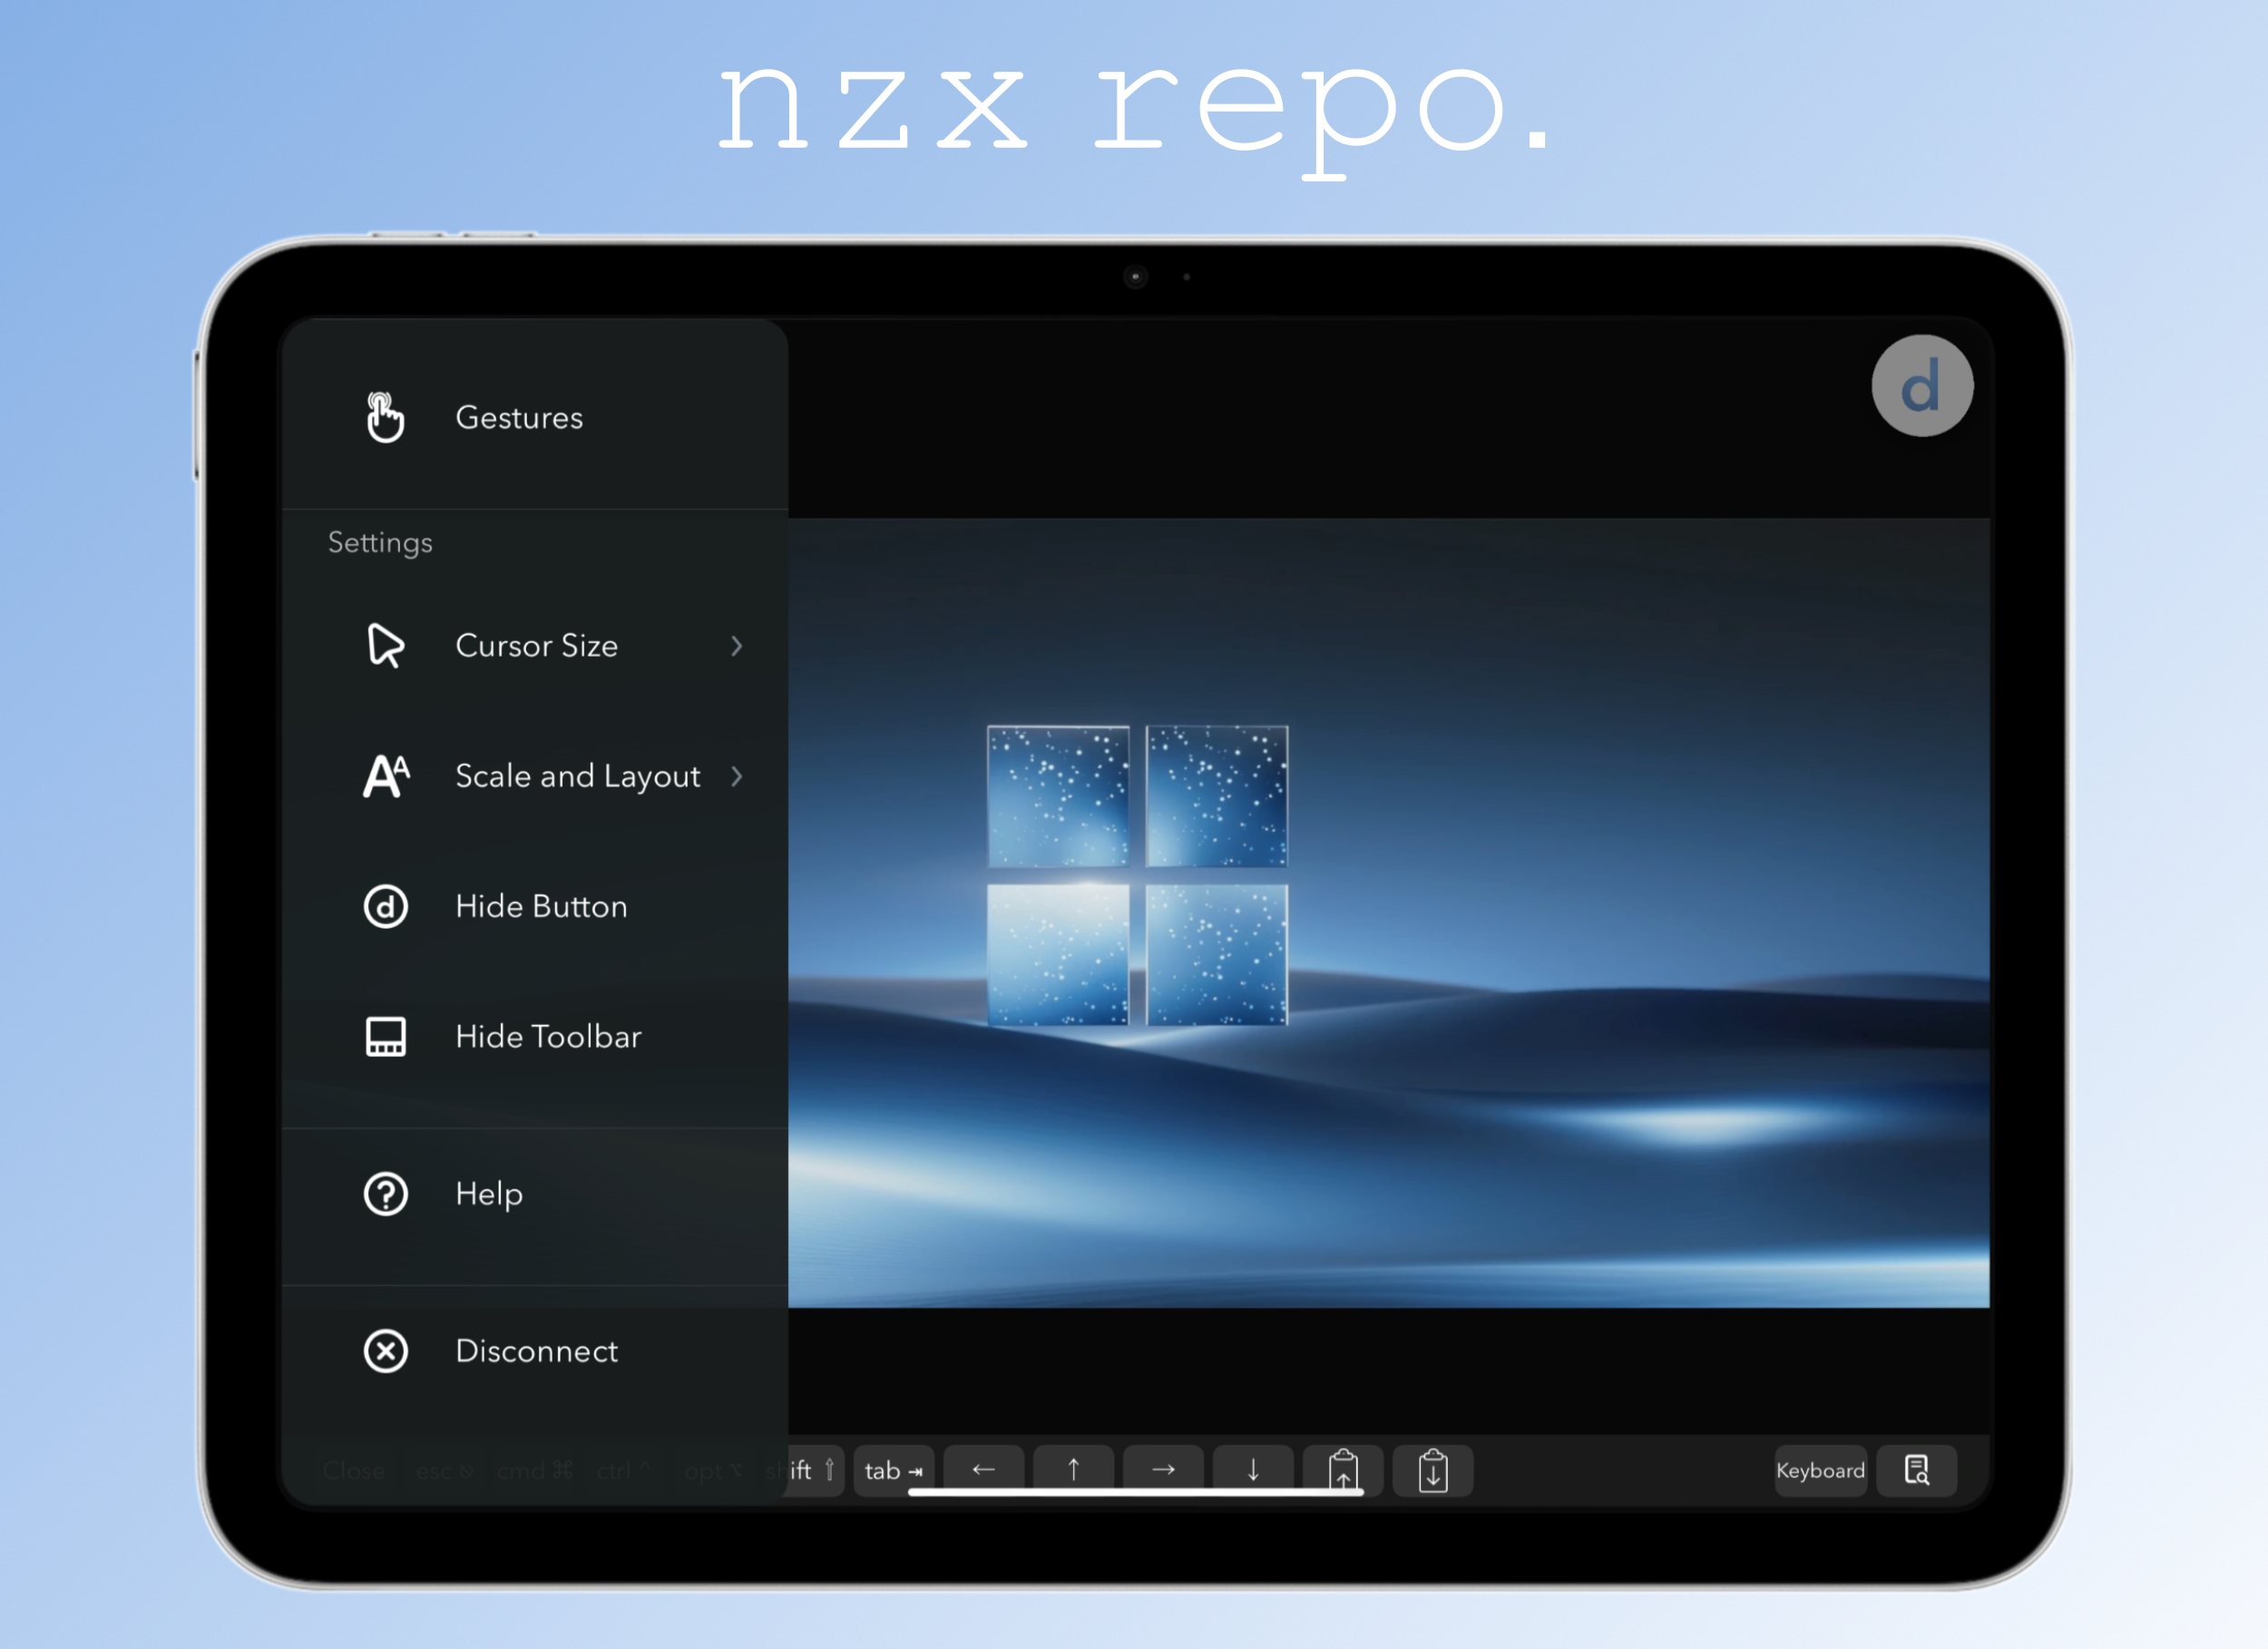 nzx repo.
d
Gestures
Settings
Cursor Size
Scale and Layout
Hide Button
Hide Toolbar
Help
Disconnect
Close esc cmd ⌘ ctrl ^ opt ⌥ shift ⇧ tab ⇥ ← ↑ → ↓ Keyboard